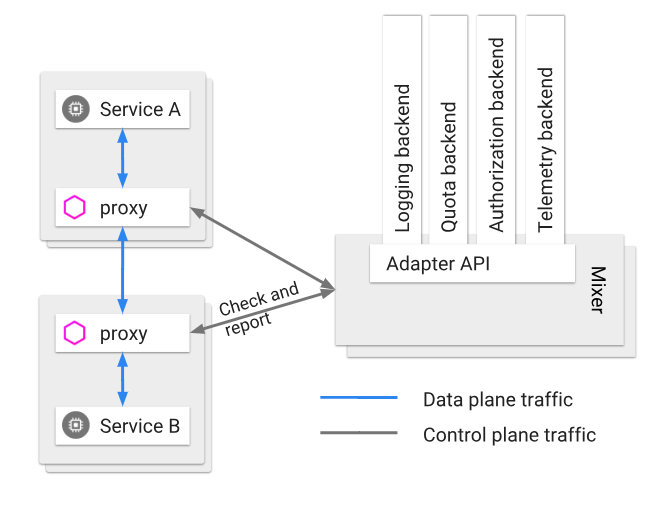 Service A
proxy
proxy
Service B
Check and
report
Logging backend
Quota backend
Authorization backend
Telemetry backend
Adapter API
Mixer
Data plane traffic
Control plane traffic